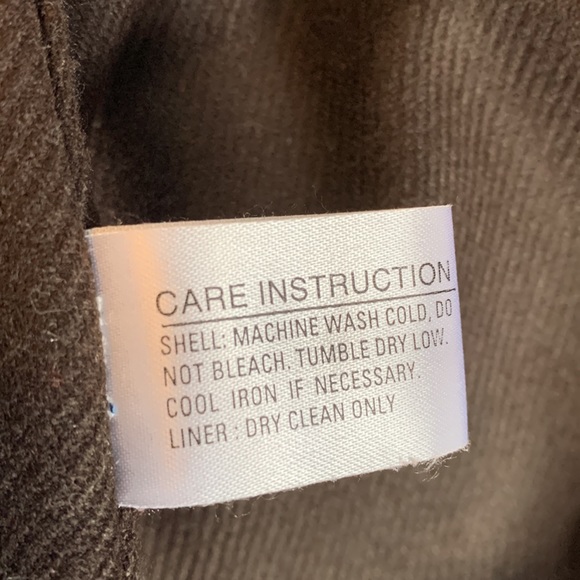 CARE INSTRUCTION
SHELL: MACHINE WASH COLD, DO
NOT BLEACH. TUMBLE DRY LOW.
COOL IRON IF NECESSARY.
LINER : DRY CLEAN ONLY